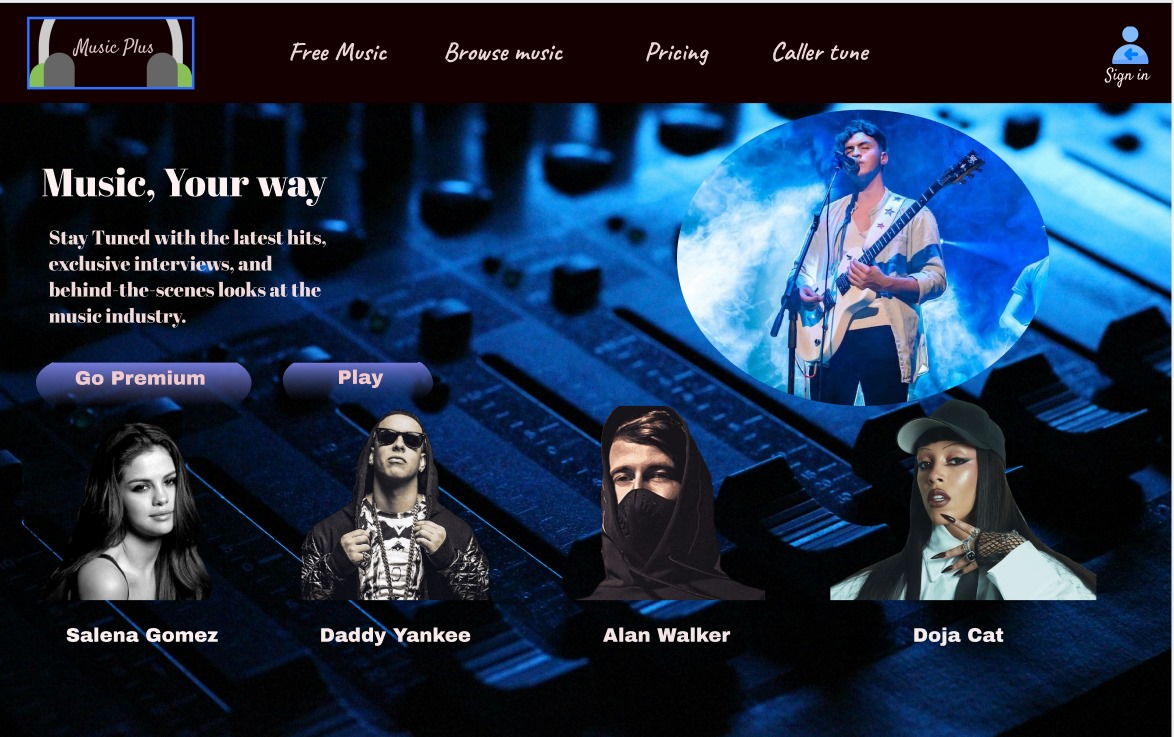 Music Plus
Free Music
Browse music
Pricing
Caller tune
Sign in
Music, Your way
Stay Tuned with the latest hits,
exclusive interviews, and
behind-the-scenes looks at the
music industry.
Go Premium
Play
Salena Gomez
Daddy Yankee
Alan Walker
Doja Cat